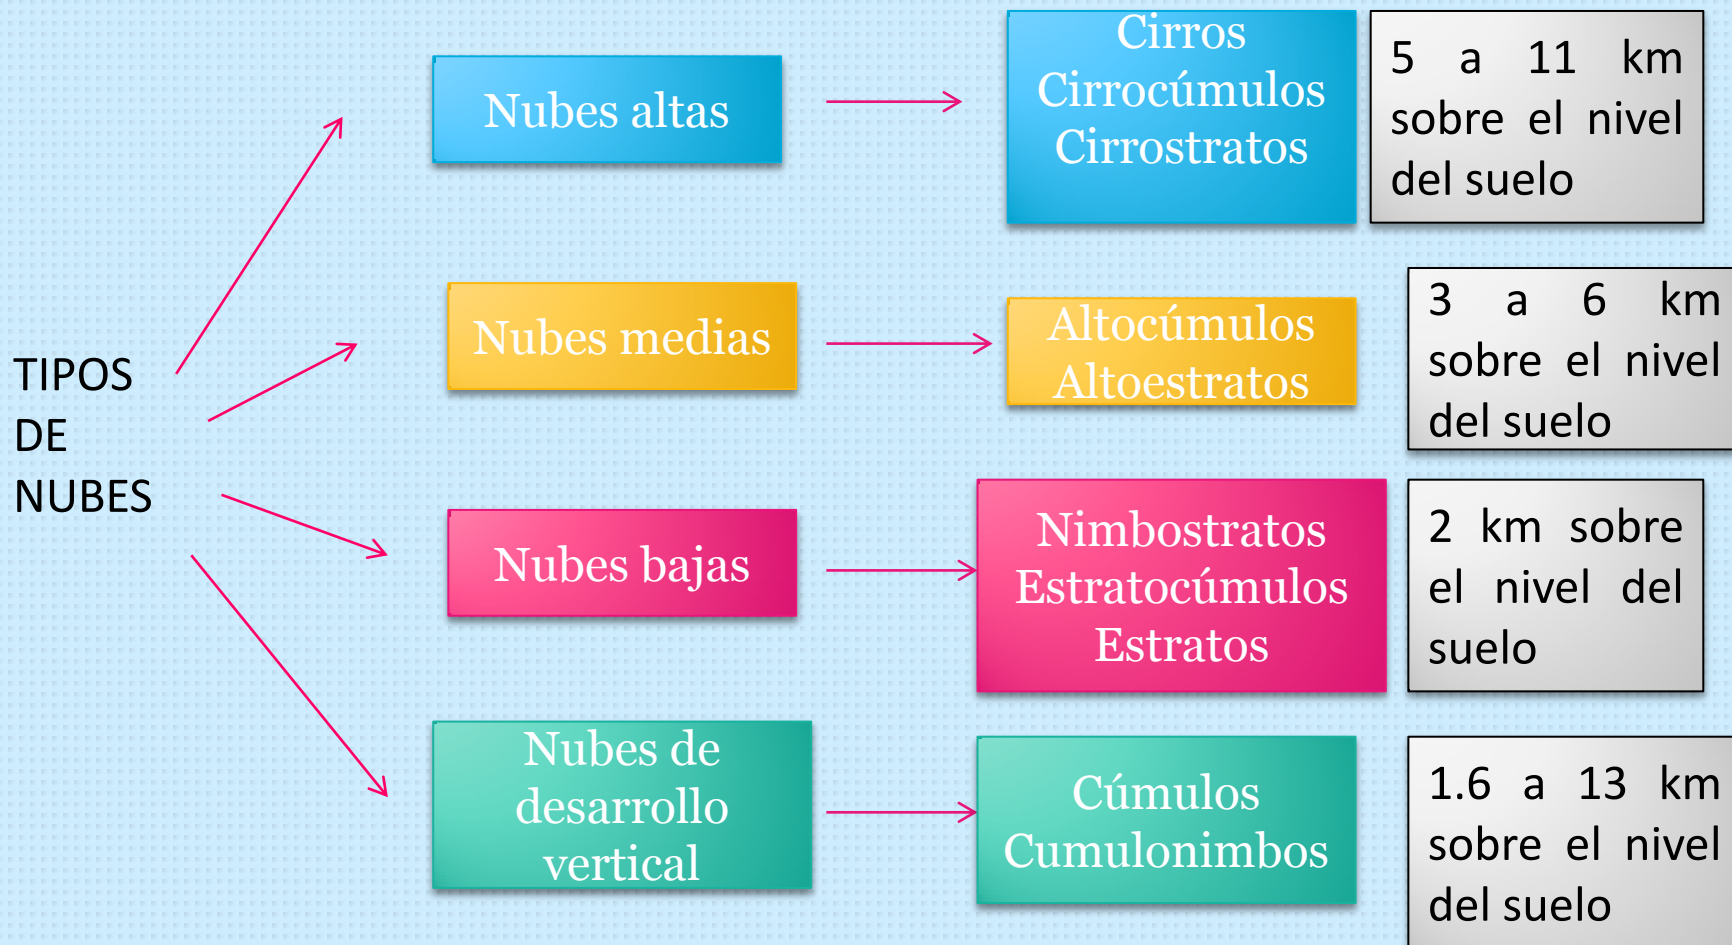 TIPOS
DE
NUBES
Nubes altas
Cirros
Cirrocúmulos
Cirrostratos
5 a 11 km
sobre el nivel
del suelo
Nubes medias
Altocúmulos
Altoestratos
3 a 6 km
sobre el nivel
del suelo
Nubes bajas
Nimbostratos
Estratocúmulos
Estratos
2 km sobre
el nivel del
suelo
Nubes de
desarrollo
vertical
Cúmulos
Cumulonimbos
1.6 a 13 km
sobre el nivel
del suelo